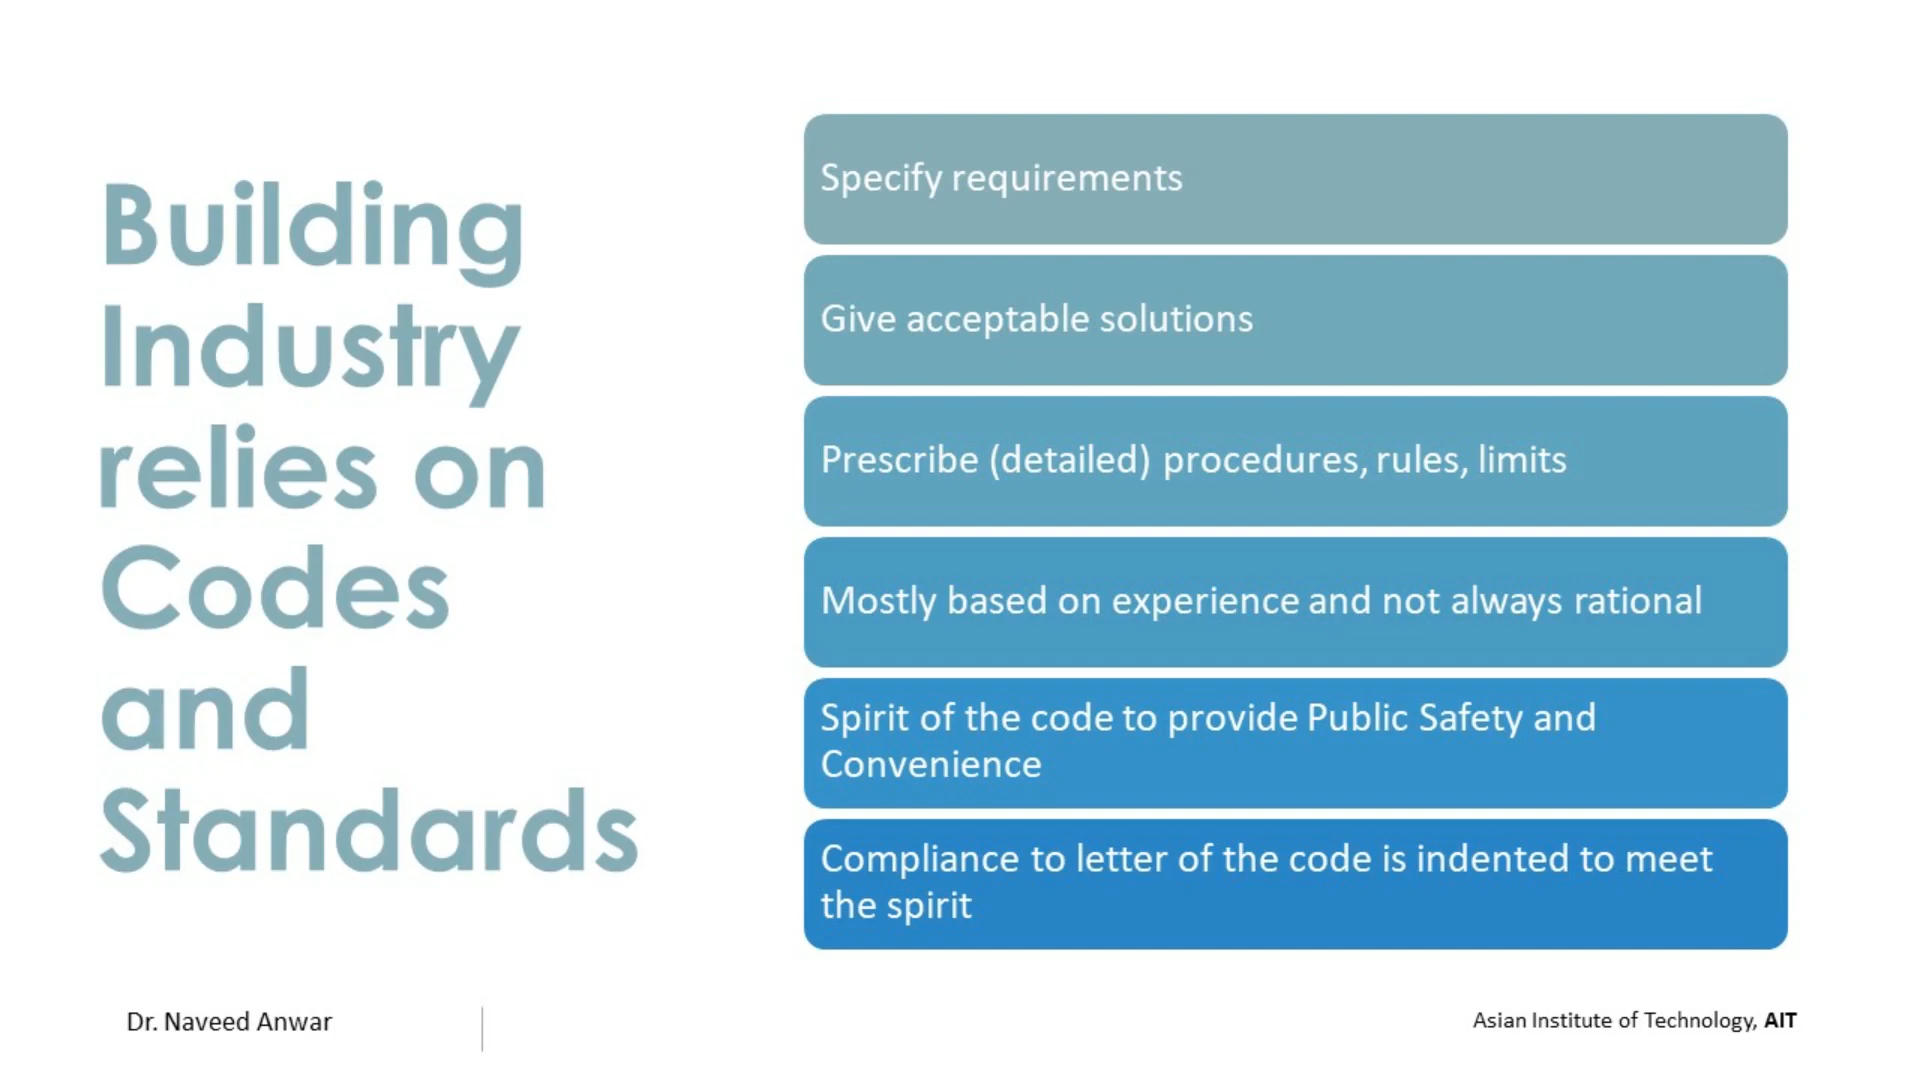 Building
Industry
relies on
Codes
and
Standards
Specify requirements
Give acceptable solutions
Prescribe (detailed) procedures, rules, limits
Mostly based on experience and not always rational
Spirit of the code to provide Public Safety and
Convenience
Compliance to letter of the code is indented to meet
the spirit
Dr. Naveed Anwar
Asian Institute of Technology, AIT